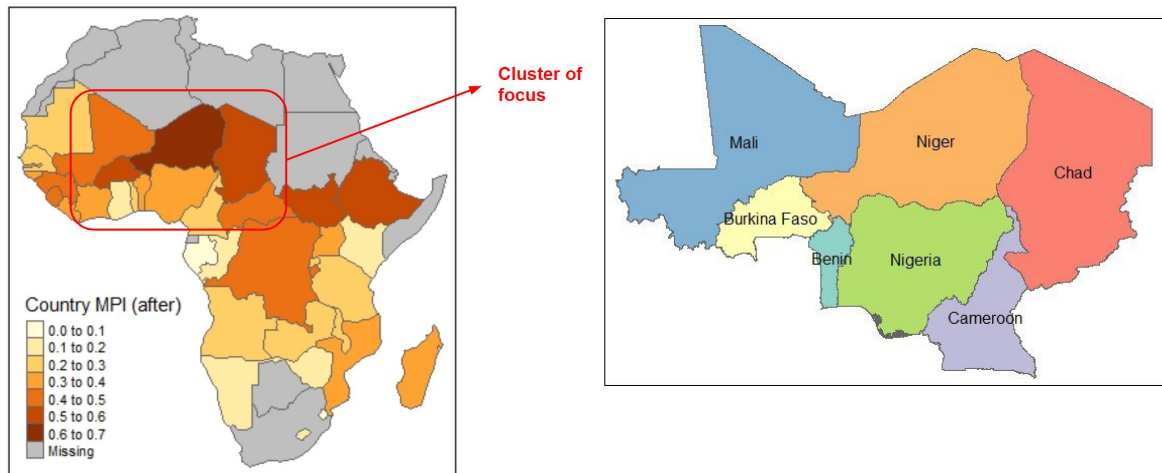 Cluster of
focus
Country MPI (after)
0.0 to 0.1
0.1 to 0.2
0.2 to 0.3
0.3 to 0.4
0.4 to 0.5
0.5 to 0.6
0.6 to 0.7
Missing
Mali
Niger
Chad
Burkina Faso
Benin
Nigeria
Cameroon